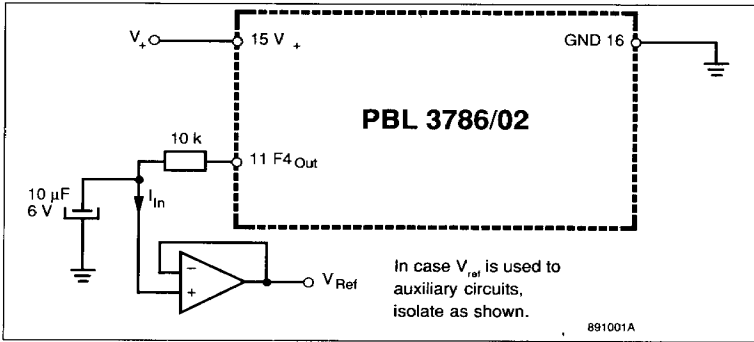 V+
15 V+
GND 16
PBL 3786/02
10 k
11 F4Out
10 µF
6 V
IIn
−
+
VRef
In case Vref is used to
auxiliary circuits,
isolate as shown.
891001A